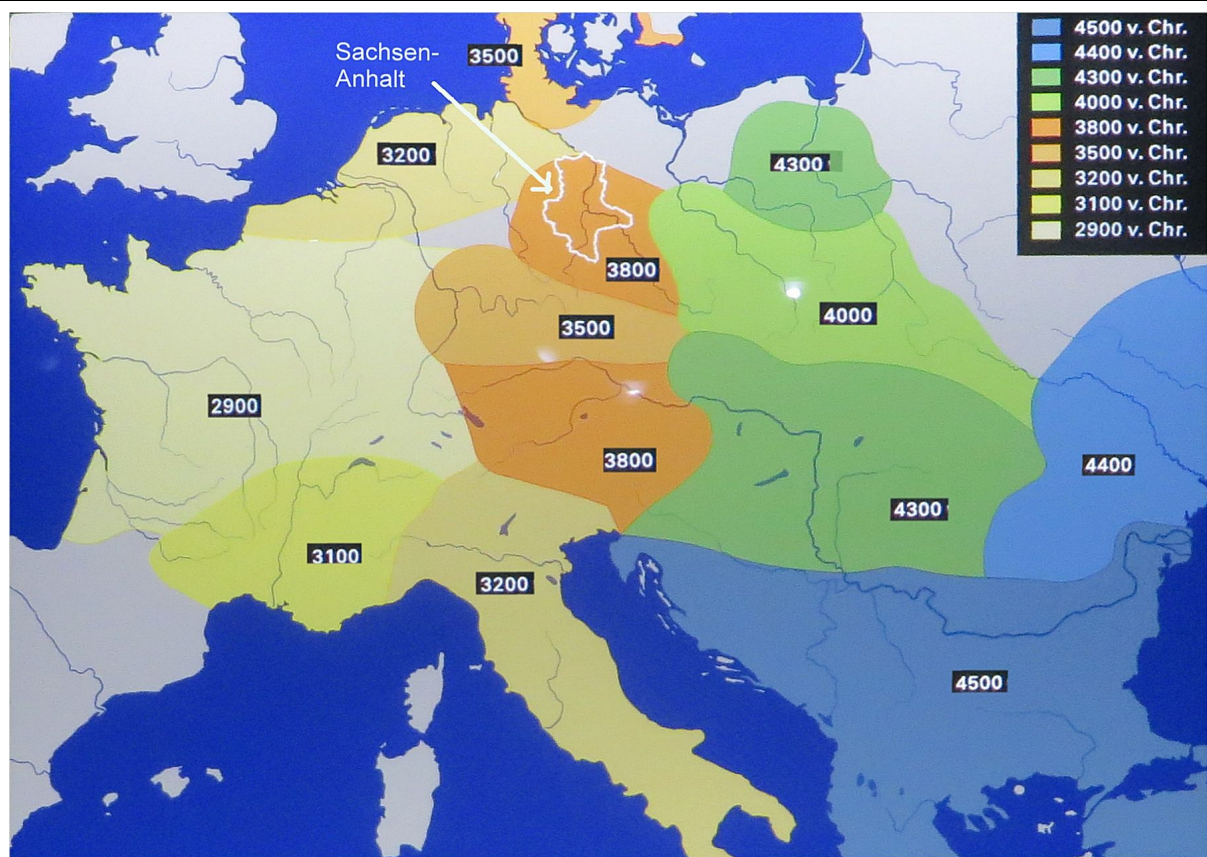 Sachsen-
Anhalt
3500
4500 v. Chr.
4400 v. Chr.
4300 v. Chr.
4000 v. Chr.
3800 v. Chr.
3500 v. Chr.
3200 v. Chr.
3100 v. Chr.
2900 v. Chr.
3200
4300
3800
4000
3500
2900
3800
4400
4300
3100
3200
4500